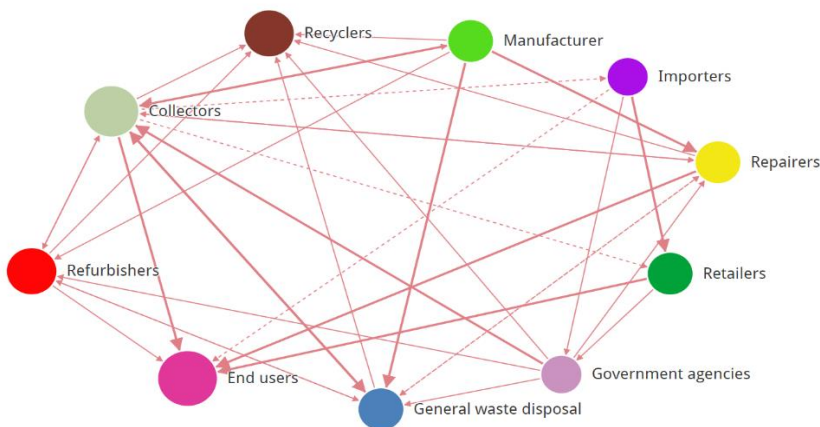 Recyclers
Manufacturer
Importers
Collectors
Repairers
Refurbishers
Retailers
End users
Government agencies
General waste disposal